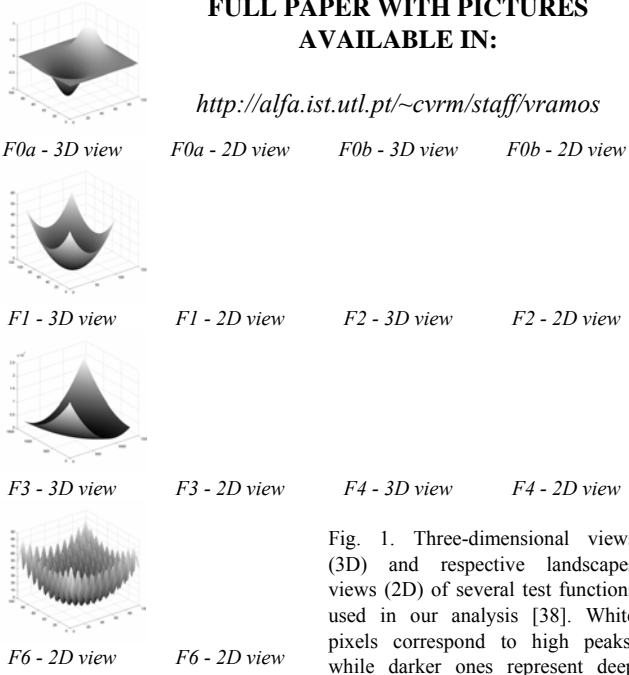 FULL PAPER WITH PICTURES
AVAILABLE IN:
http://alfa.ist.utl.pt/~cvrm/staff/vramos
F0a - 3D view F0a - 2D view F0b - 3D view F0b - 2D view
F1 - 3D view F1 - 2D view F2 - 3D view F2 - 2D view
F3 - 3D view F3 - 2D view F4 - 3D view F4 - 2D view
F6 - 2D view F6 - 2D view
Fig. 1. Three-dimensional views
(3D) and respective landscape
views (2D) of several test function
used in our analysis [38]. White
pixels correspond to high peaks
while darker ones represent deep